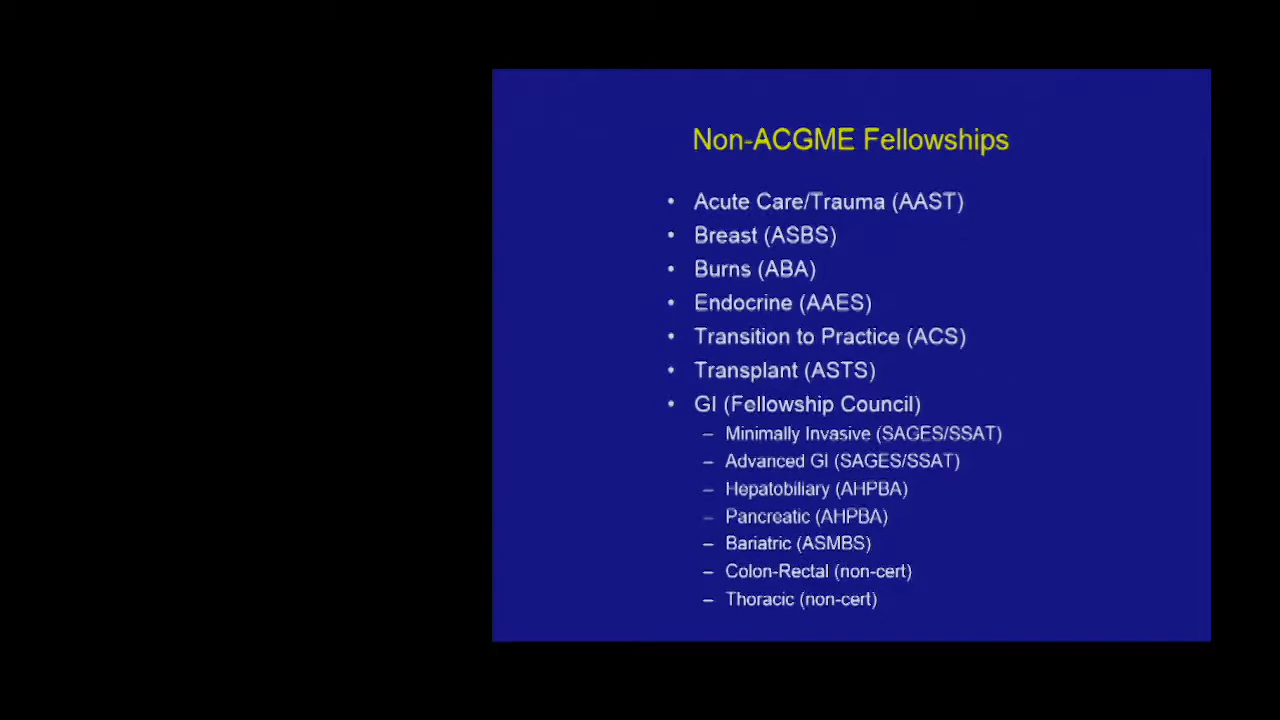 Non-ACGME Fellowships
• Acute Care/Trauma (AAST)
• Breast (ASBS)
• Burns (ABA)
• Endocrine (AAES)
• Transition to Practice (ACS)
• Transplant (ASTS)
• GI (Fellowship Council)
– Minimally Invasive (SAGES/SSAT)
– Advanced GI (SAGES/SSAT)
– Hepatobiliary (AHPBA)
– Pancreatic (AHPBA)
– Bariatric (ASMBS)
– Colon-Rectal (non-cert)
– Thoracic (non-cert)